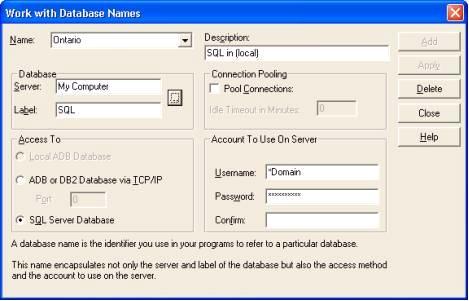 Work with Database Names
Name: Ontario
Description:
SQL in (local)
Add
Apply
Delete
Close
Help
Database
Server: My Computer
Label: SQL
Connection Pooling
Pool Connections:
Idle Timeout in Minutes: 0
Access To
Local ADB Database
ADB or DB2 Database via TCP/IP
Port 0
SQL Server Database
Account To Use On Server
Username: *Domain
Password: **********
Confirm:
A database name is the identifier you use in your programs to refer to a particular database.
This name encapsulates not only the server and label of the database but also the access method
and the account to use on the server.